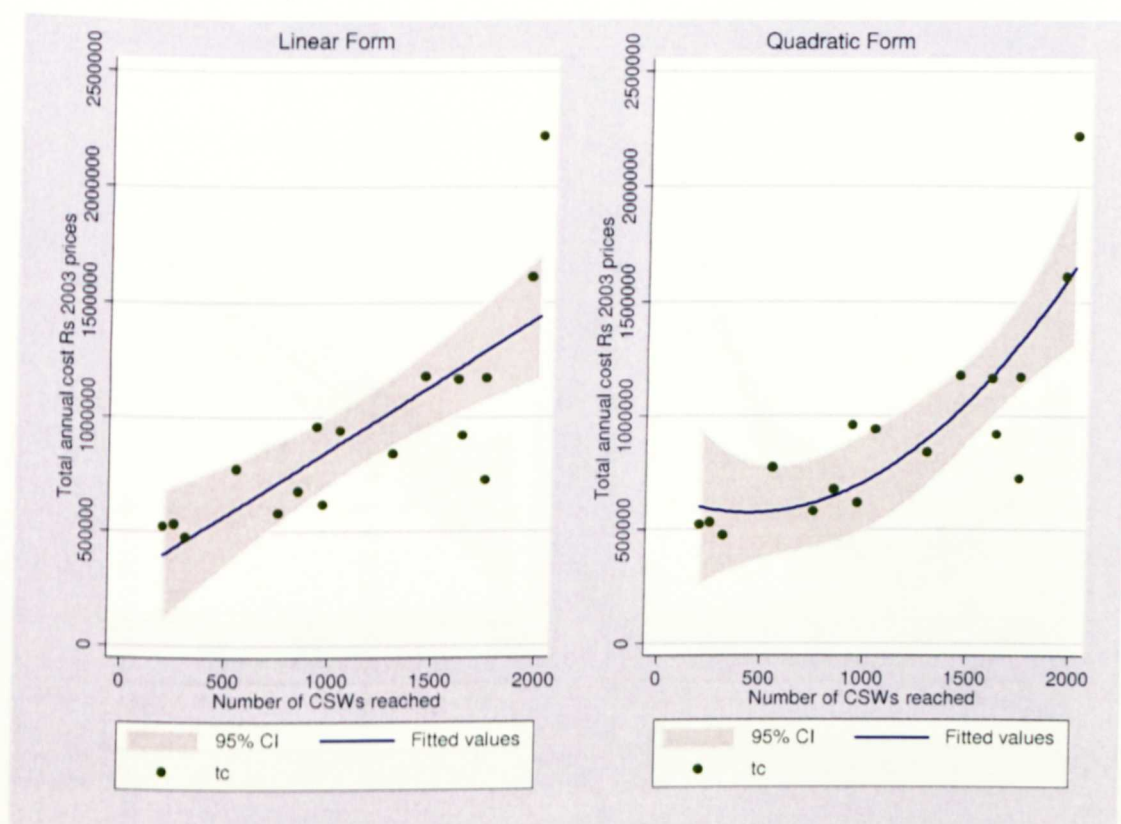 Linear Form
Total annual cost Rs 2003 prices
2500000
2000000
1500000
1000000
500000
0
0 500 1000 1500 2000
Number of CSWs reached
95% CI Fitted values
tc
Quadratic Form
Total annual cost Rs 2003 prices
2500000
2000000
1500000
1000000
500000
0
0 500 1000 1500 2000
Number of CSWs reached
95% CI Fitted values
tc